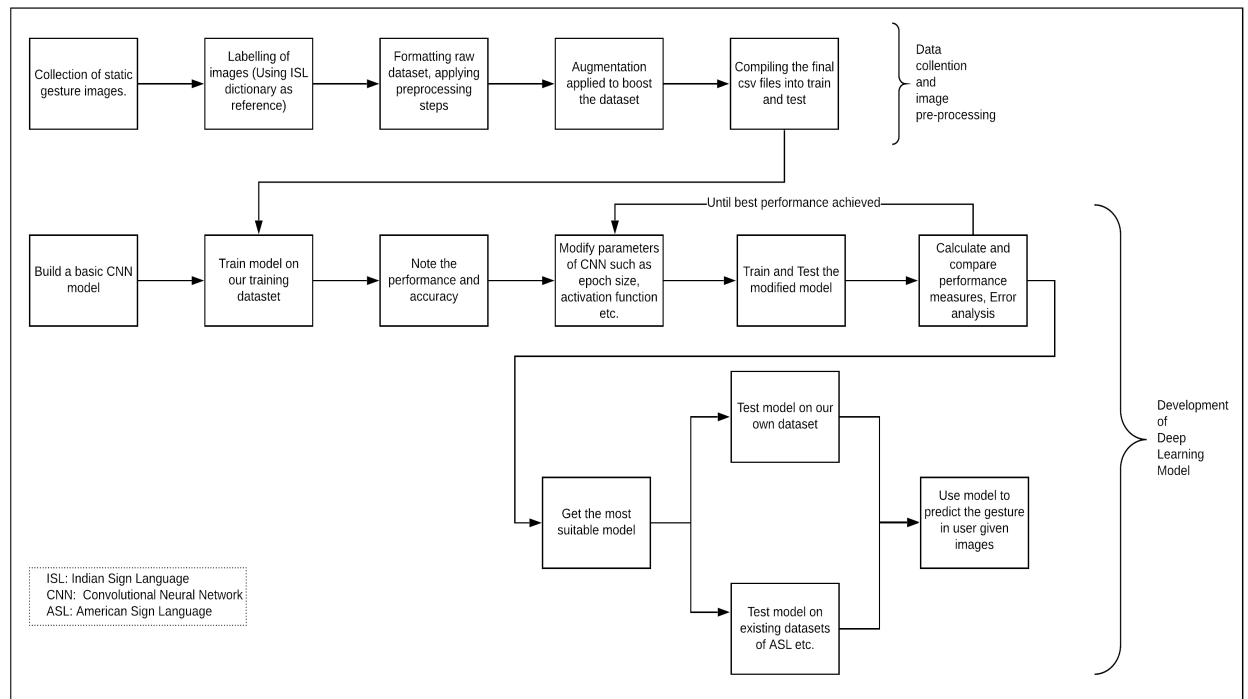 Collection of static
gesture images.
Labelling of
images (Using ISL
dictionary as
reference)
Formatting raw
dataset, applying
preprocessing
steps
Augmentation
applied to boost
the dataset
Compiling the final
csv files into train
and test
Data
collention
and
image
pre-processing
Until best performance achieved
Build a basic CNN
model
Train model on
our training
datastet
Note the
performance and
accuracy
Modify parameters
of CNN such as
epoch size,
activation function
etc.
Train and Test the
modified model
Calculate and
compare
performance
measures, Error
analysis
Development
of
Deep
Learning
Model
Get the most
suitable model
Test model on our
own dataset
Test model on
existing datasets
of ASL etc.
Use model to
predict the gesture
in user given
images
ISL: Indian Sign Language
CNN: Convolutional Neural Network
ASL: American Sign Language